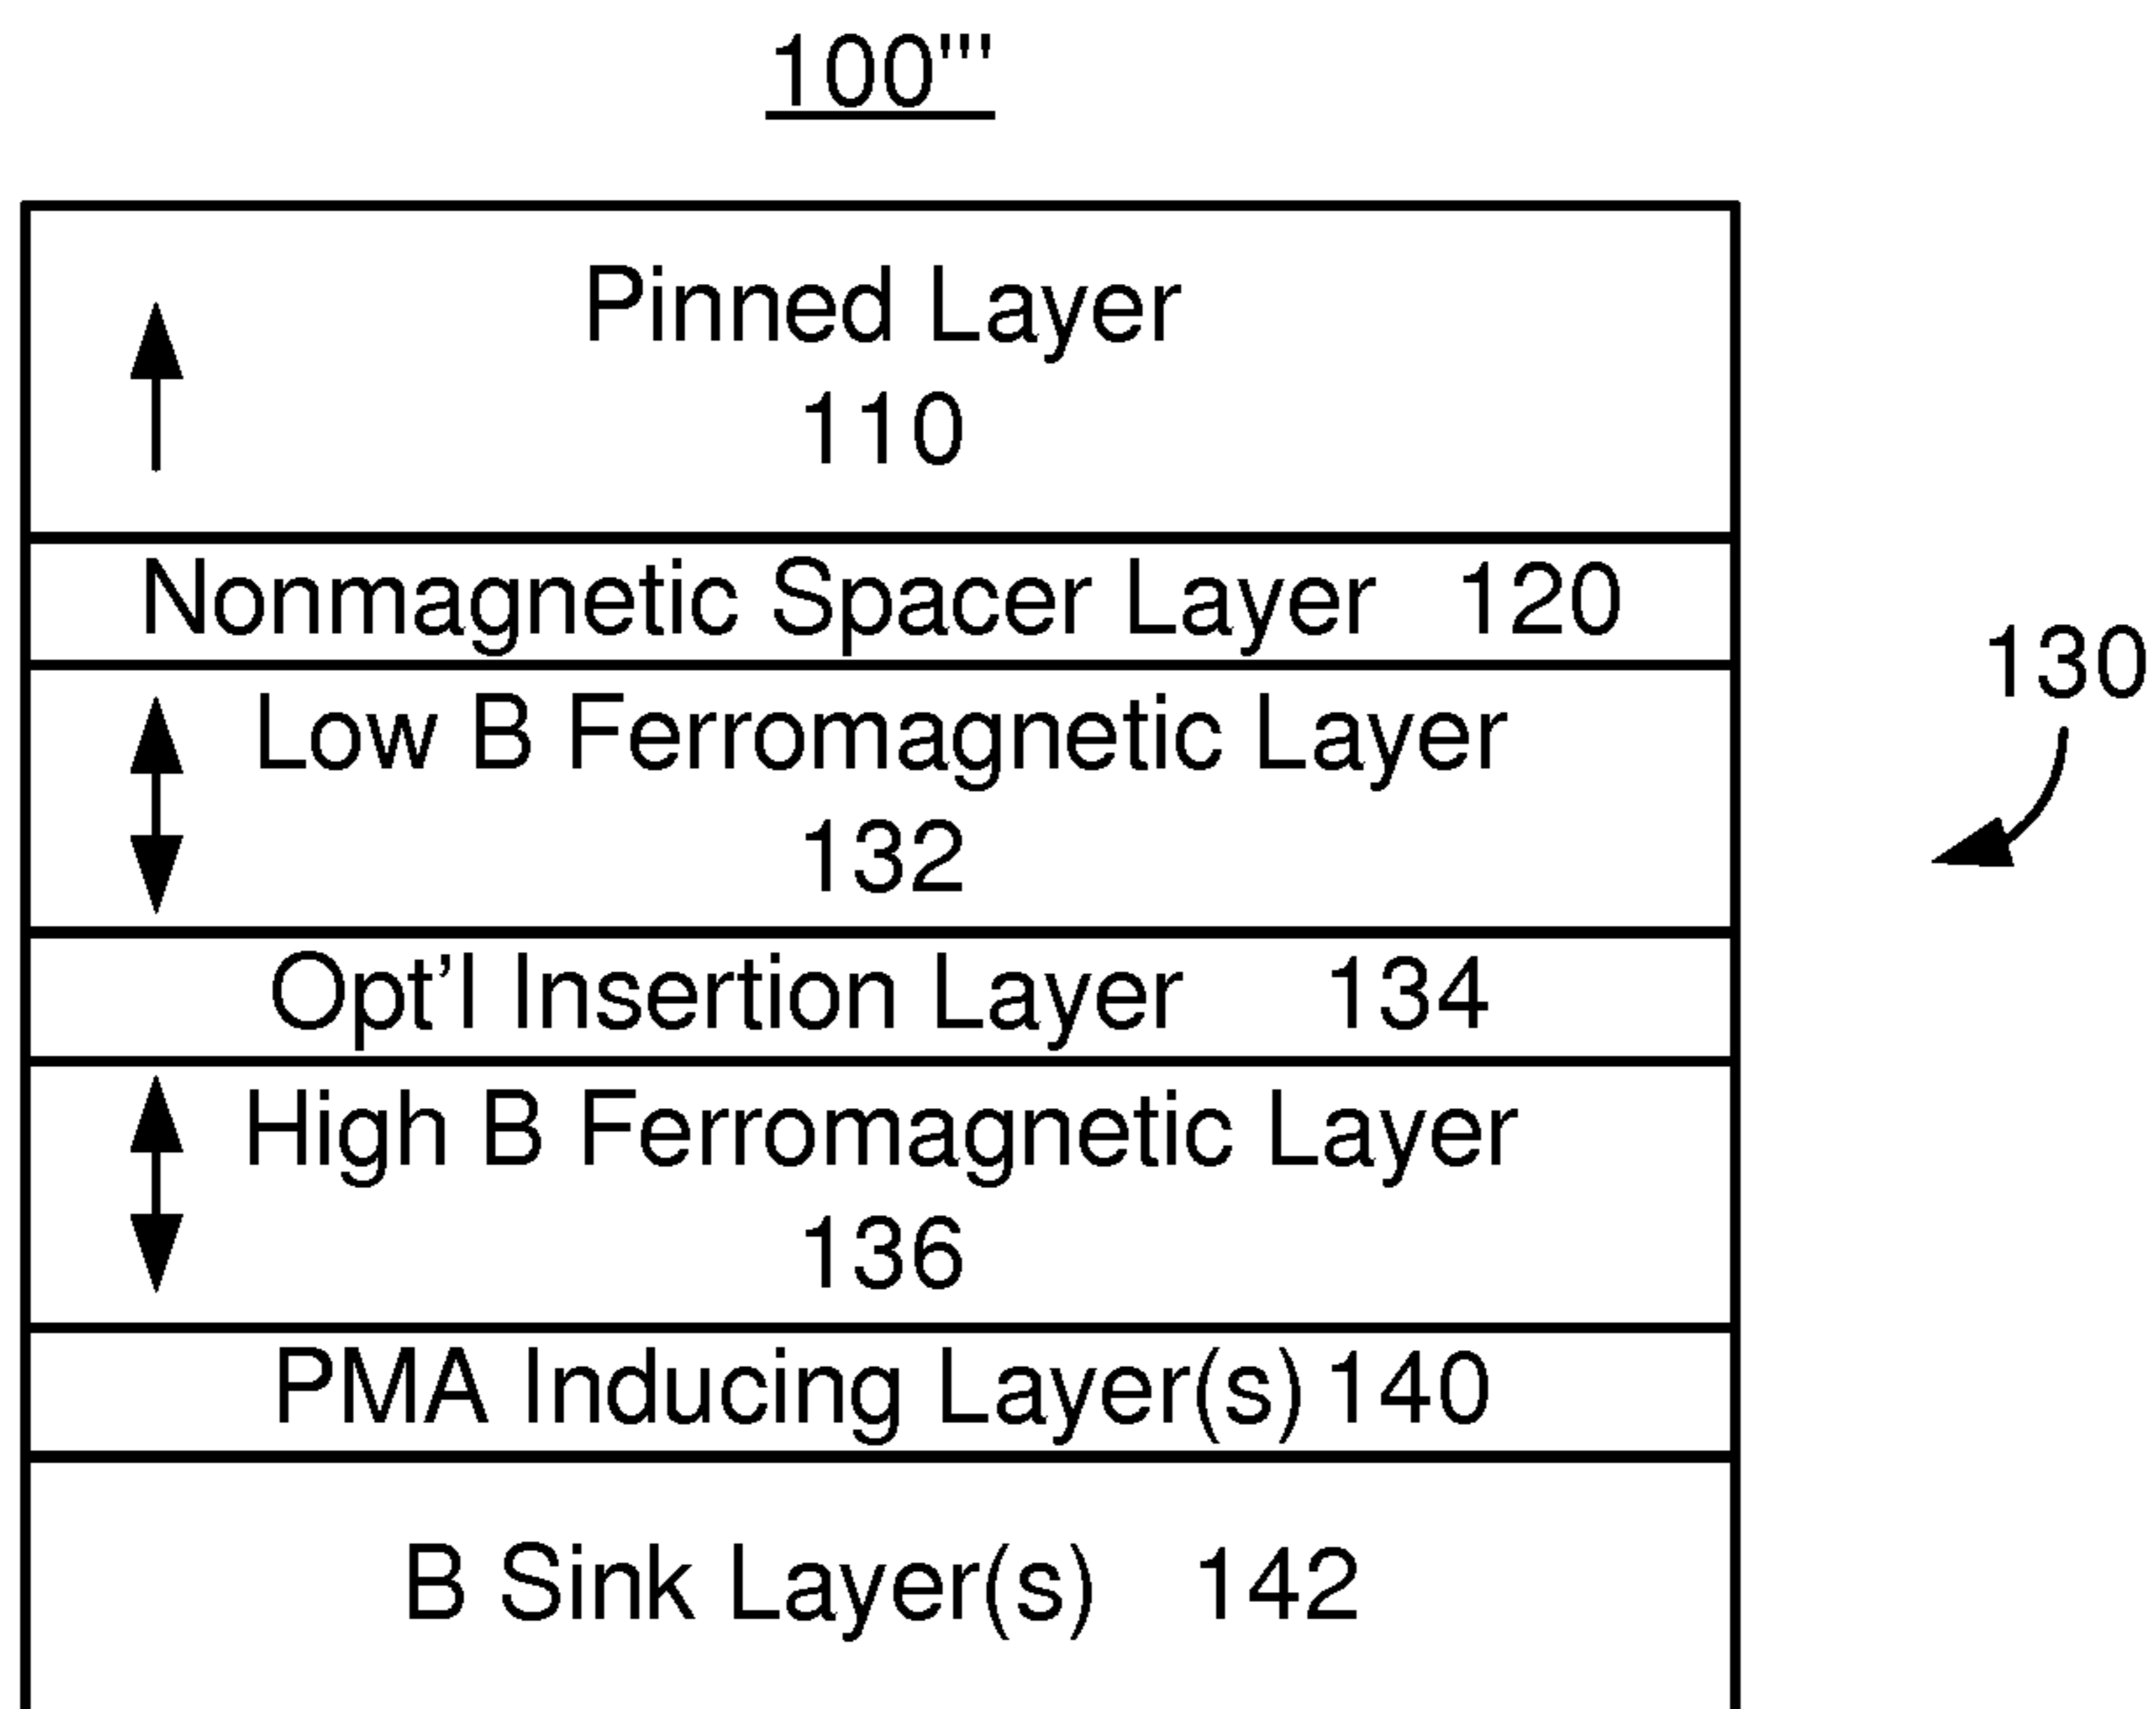 100'''
Pinned Layer
110
Nonmagnetic Spacer Layer 120
130
Low B Ferromagnetic Layer
132
Opt'l Insertion Layer 134
High B Ferromagnetic Layer
136
PMA Inducing Layer(s) 140
B Sink Layer(s) 142